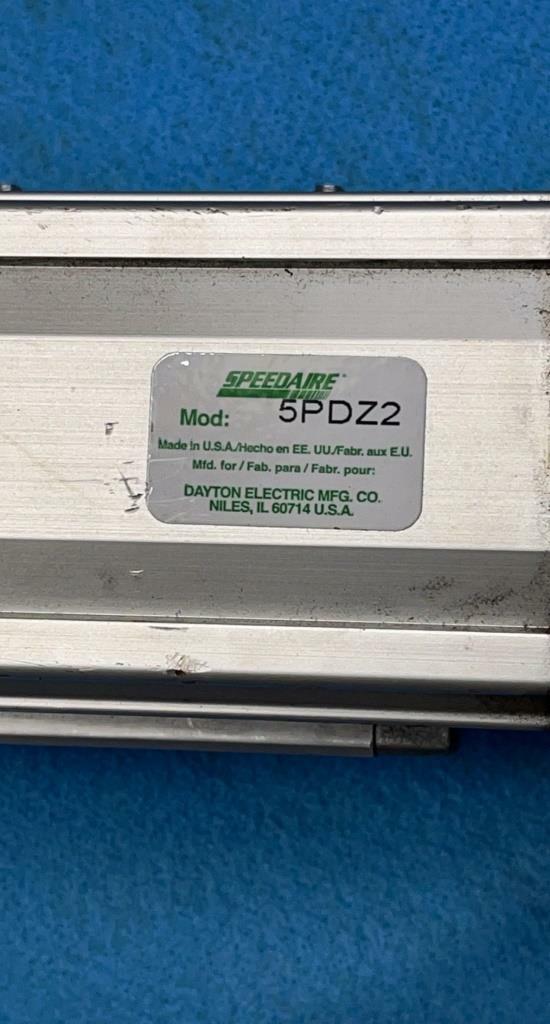 SPEEDAIRE®
Mod: 5PDZ2
Made in U.S.A./Hecho en EE. UU./Fabr. aux E.U.
Mfd. for / Fab. para / Fabr. pour:
DAYTON ELECTRIC MFG. CO.
NILES, IL 60714 U.S.A.